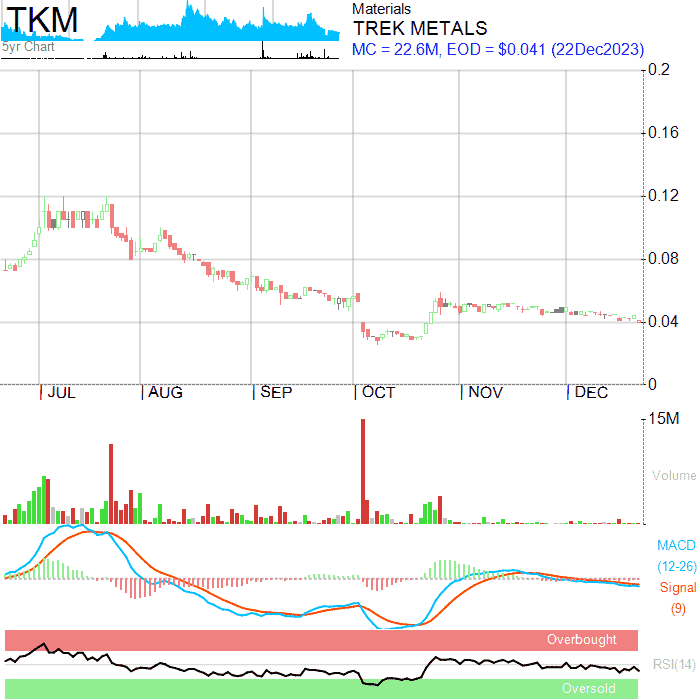 TKM
5yr Chart
Materials
TREK METALS
MC = 22.6M, EOD = $0.041 (22Dec2023)
0.2
0.16
0.12
0.08
0.04
0
JUL AUG SEP OCT NOV DEC
15M
Volume
MACD
(12-26)
Signal
(9)
Overbought
RSI(14)
Oversold